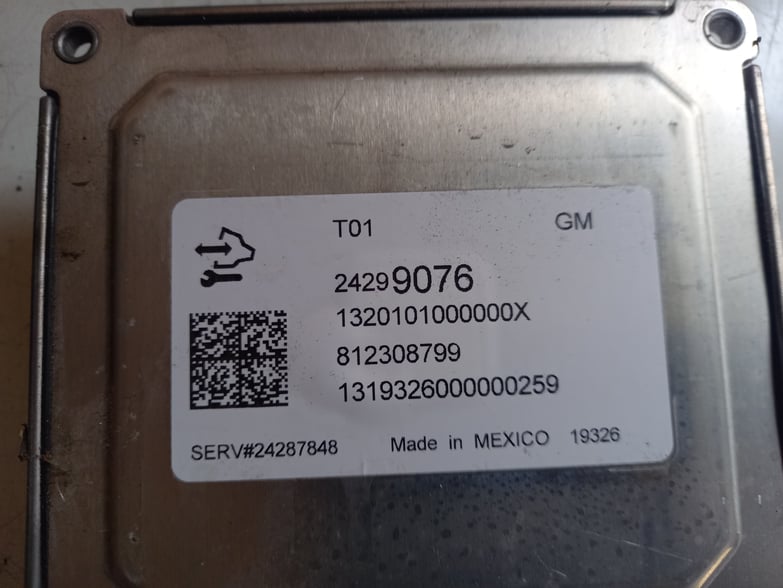 T01 GM
24299076
1320101000000X
812308799
1319326000000259
SERV#24287848 Made in MEXICO 19326